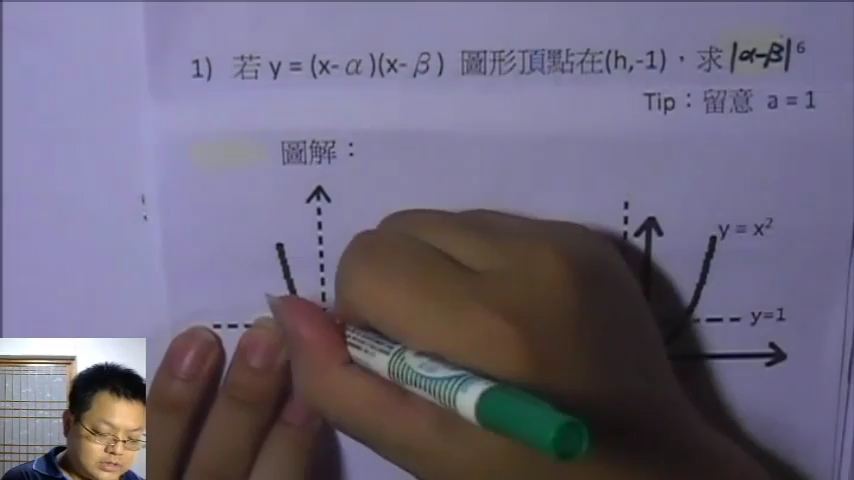 1) 若 y = (x-α)(x-β) 圖形頂點在(h,-1),求|α-β|⁶
Tip:留意 a = 1
圖解:
y = x²
y=1